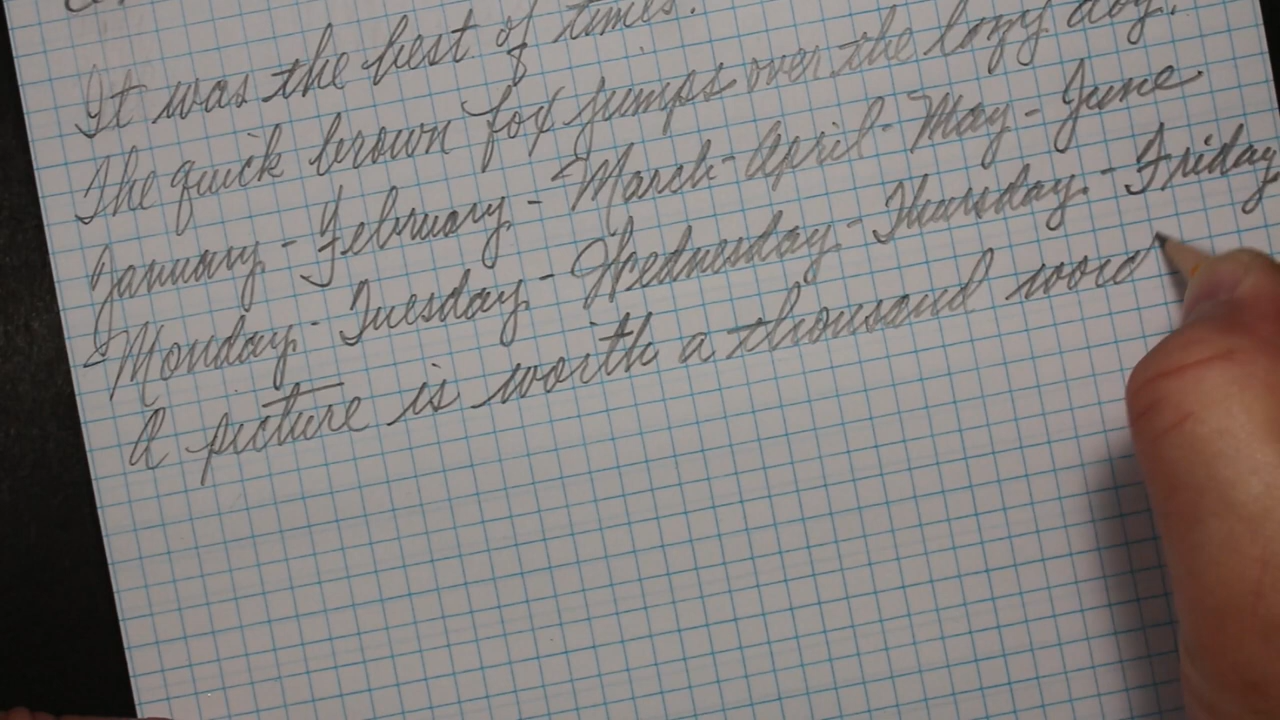 It was the best of times.
The quick brown fox jumps over the lazy dog.
January - February - March - April - May - June
Monday - Tuesday - Wednesday - Thursday - Friday
A picture is worth a thousand word